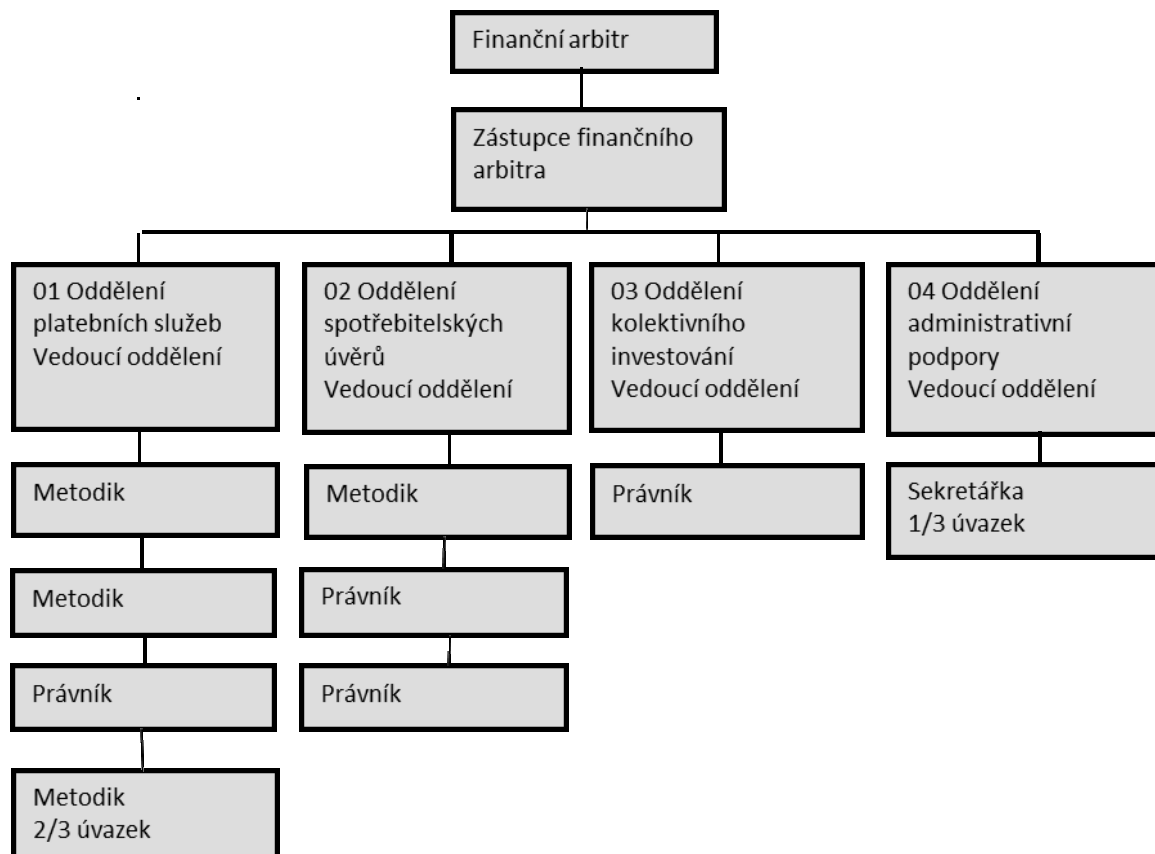 Finanční arbitr
Zástupce finančního
arbitra
01 Oddělení
platebních služeb
Vedoucí oddělení
02 Oddělení
spotřebitelských
úvěrů
Vedoucí oddělení
03 Oddělení
kolektivního
investování
Vedoucí oddělení
04 Oddělení
administrativní
podpory
Vedoucí oddělení
Metodik
Metodik
Právník
Metodik
2/3 úvazek
Metodik
Právník
Právník
Právník
Sekretářka
1/3 úvazek